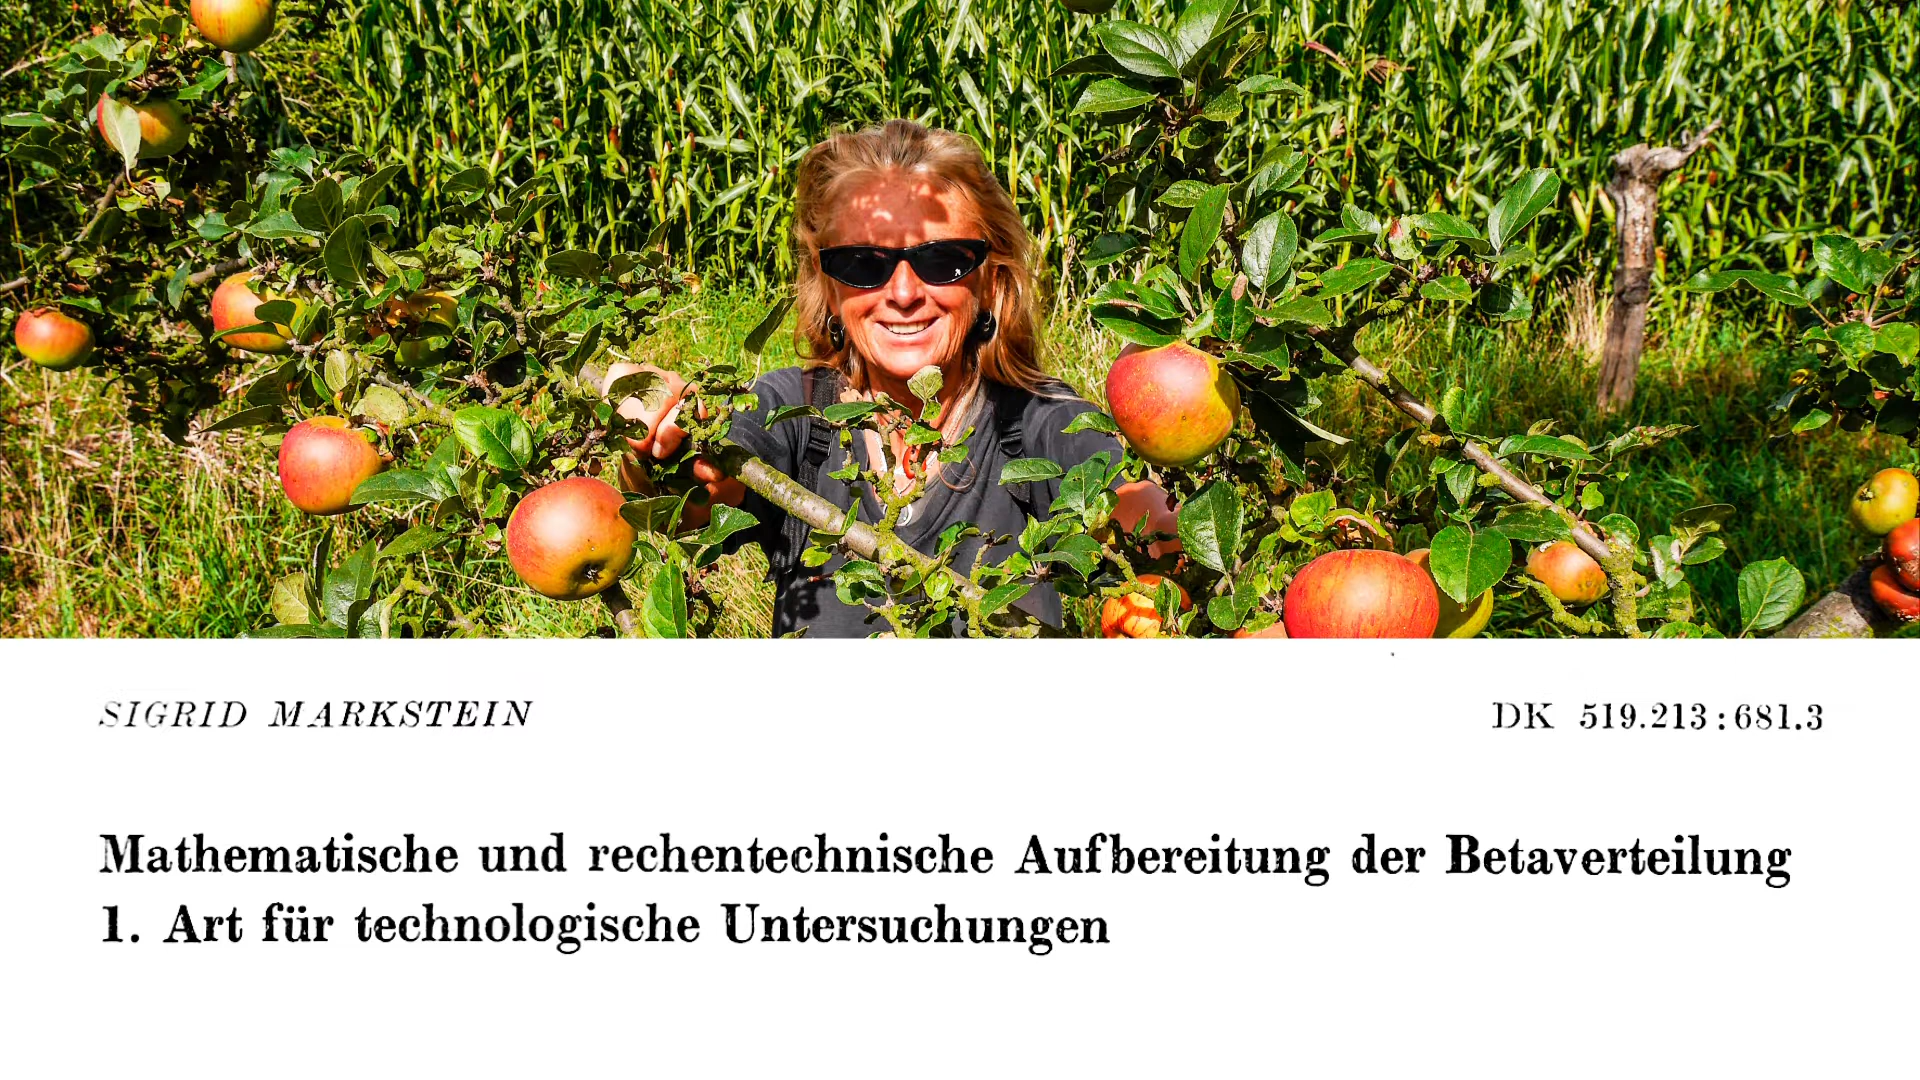 SIGRID MARKSTEIN
DK 519.213:681.3
Mathematische und rechentechnische Aufbereitung der Betaverteilung
1. Art für technologische Untersuchungen